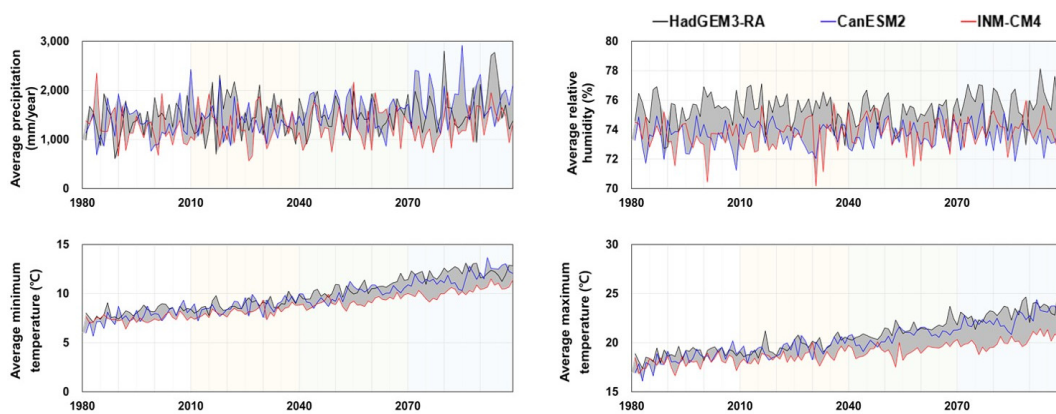 HadGEM3-RA CanESM2 INM-CM4
Average precipitation
(mm/year)
3,000
2,000
1,000
0
1980 2010 2040 2070
Average relative
humidity (%)
80
78
76
74
72
70
1980 2010 2040 2070
Average minimum
temperature (℃)
15
10
5
0
1980 2010 2040 2070
Average maximum
temperature (℃)
30
25
20
15
1980 2010 2040 2070